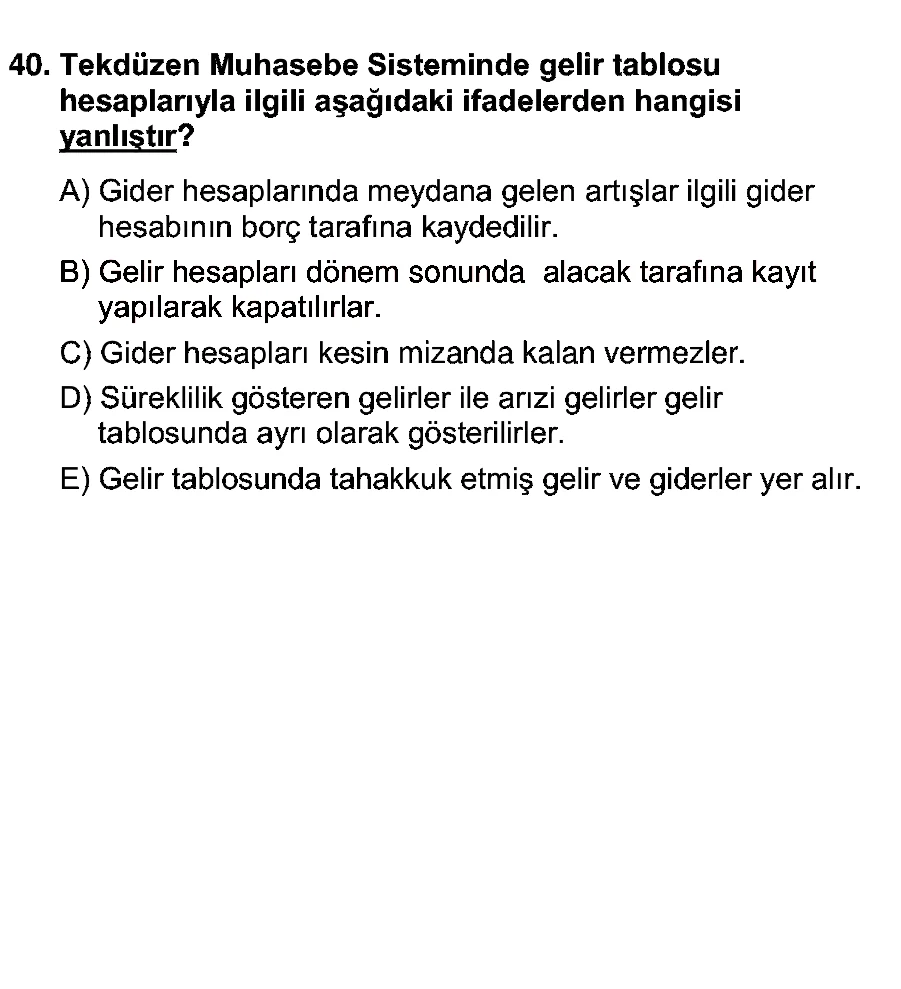 40. Tekdüzen Muhasebe Sisteminde gelir tablosu
hesaplarıyla ilgili aşağıdaki ifadelerden hangisi
yanlıştır?
A) Gider hesaplarında meydana gelen artışlar ilgili gider
hesabının borç tarafına kaydedilir.
B) Gelir hesapları dönem sonunda alacak tarafına kayıt
yapılarak kapatılırlar.
C) Gider hesapları kesin mizanda kalan vermezler.
D) Süreklilik gösteren gelirler ile arızi gelirler gelir
tablosunda ayrı olarak gösterilirler.
E) Gelir tablosunda tahakkuk etmiş gelir ve giderler yer alır.